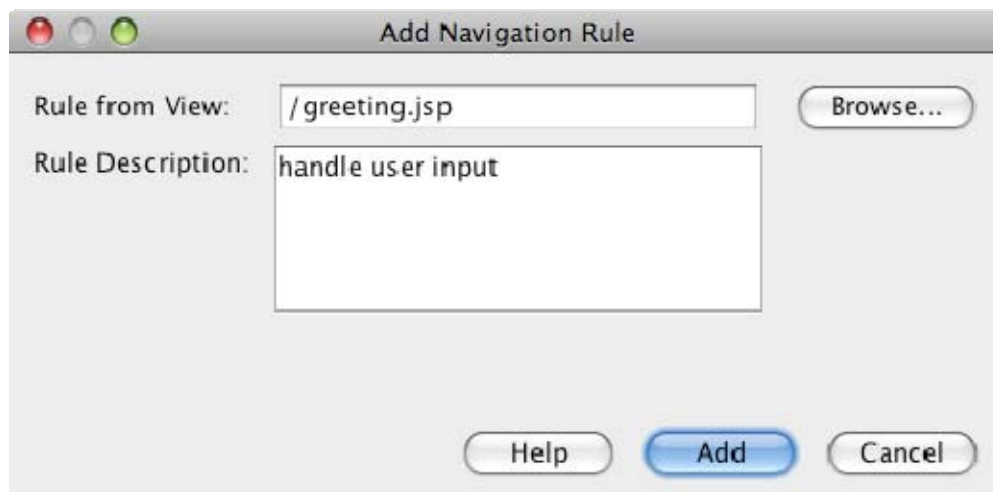 Add Navigation Rule
Rule from View: /greeting.jsp Browse...
Rule Description: handle user input
Help Add Cancel